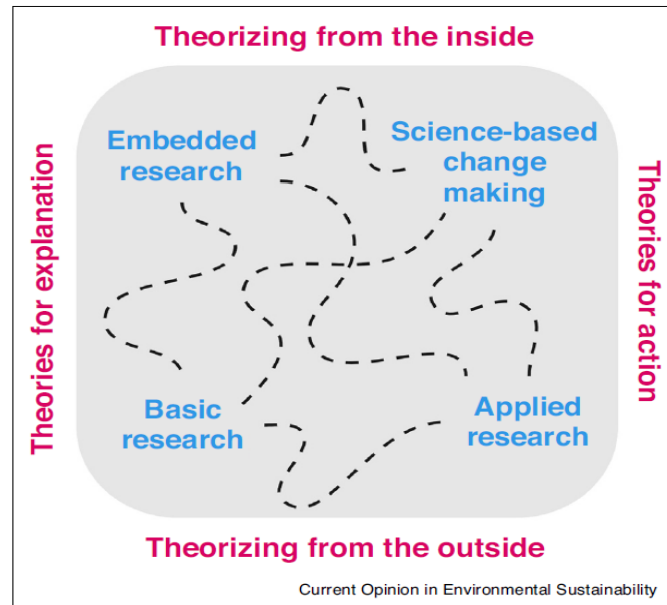 Theorizing from the inside
Embedded
research
Science-based
change
making
Theories for explanation
Theories for action
Basic
research
Applied
research
Theorizing from the outside
Current Opinion in Environmental Sustainability